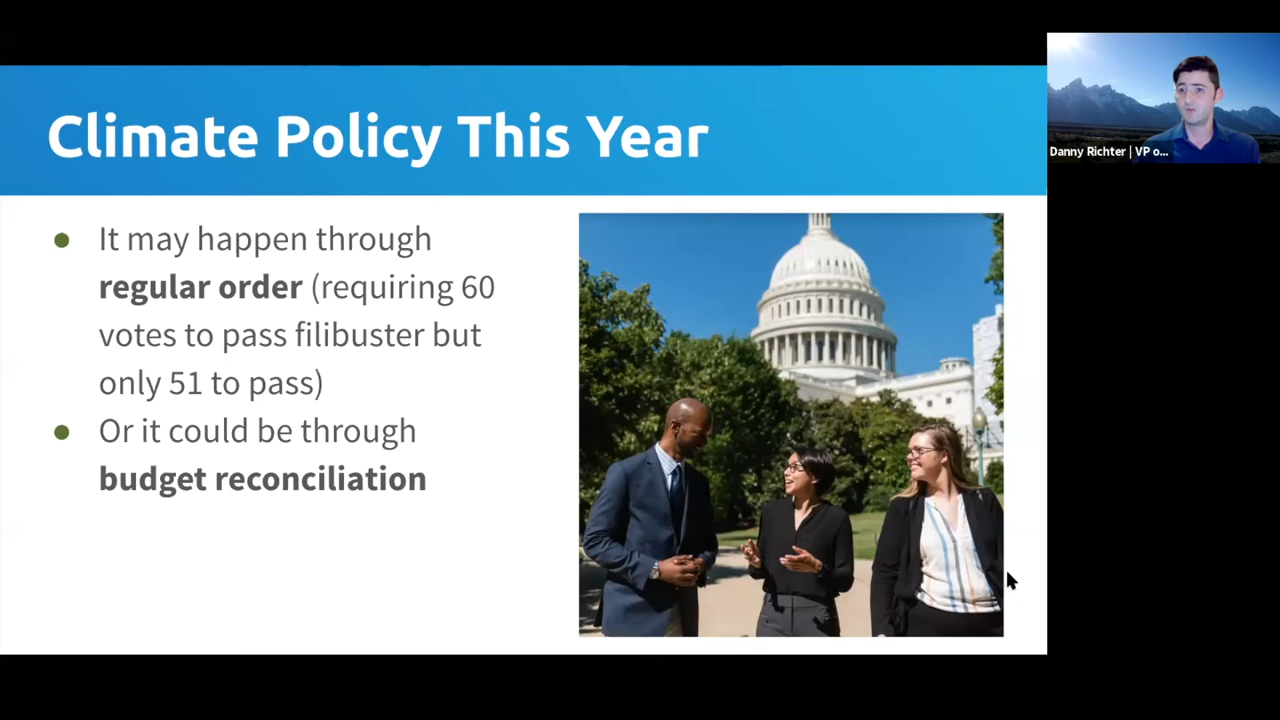 Climate Policy This Year
● It may happen through
regular order (requiring 60
votes to pass filibuster but
only 51 to pass)
● Or it could be through
budget reconciliation
Danny Richter | VP o...